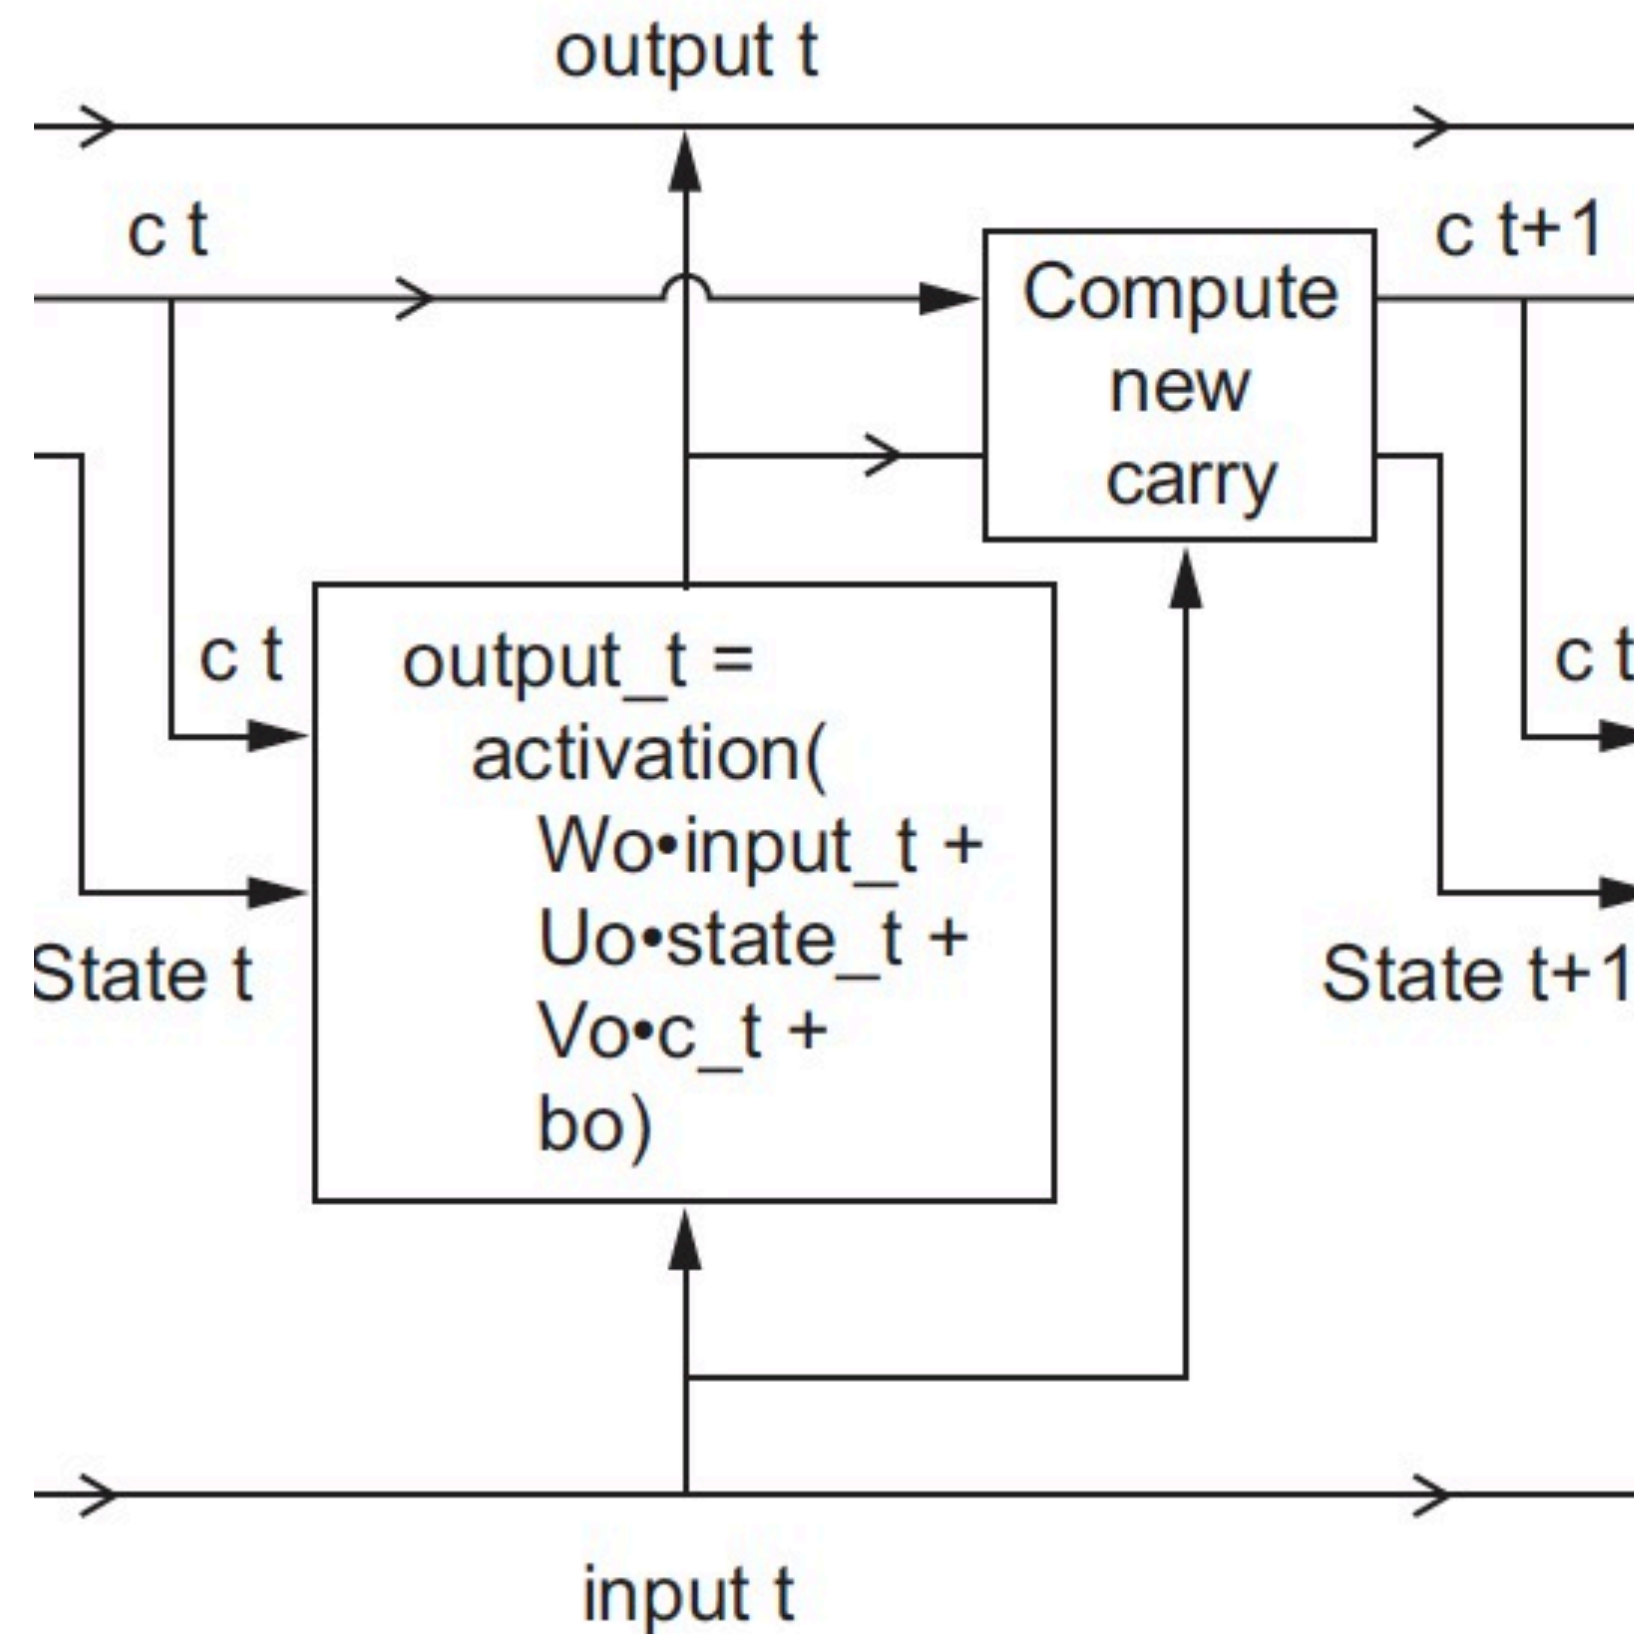 output t
c t
c t+1
Compute
new
carry
c t
output_t =
activation(
Wo•input_t +
Uo•state_t +
Vo•c_t +
bo)
c t
State t
State t+1
input t